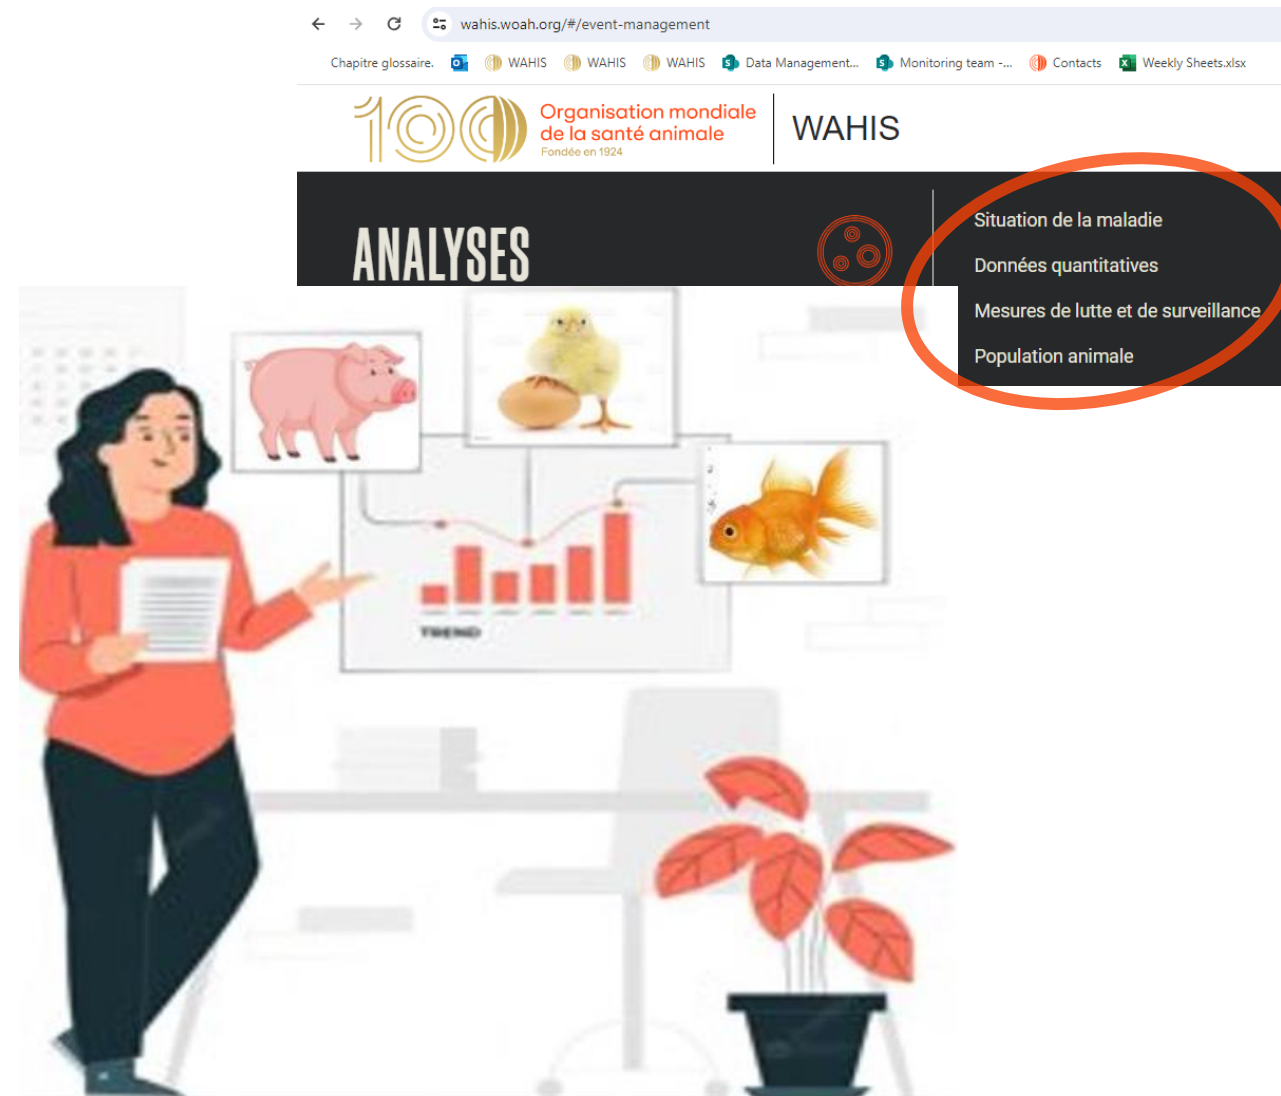 wahis.woah.org/#/event-management
Chapitre glossaire. WAHIS WAHIS WAHIS Data Management... Monitoring team -... Contacts Weekly Sheets.xlsx
100 Organisation mondiale
de la santé animale
Fondée en 1924
WAHIS
ANALYSES
Situation de la maladie
Données quantitatives
Mesures de lutte et de surveillance
Population animale
TREND